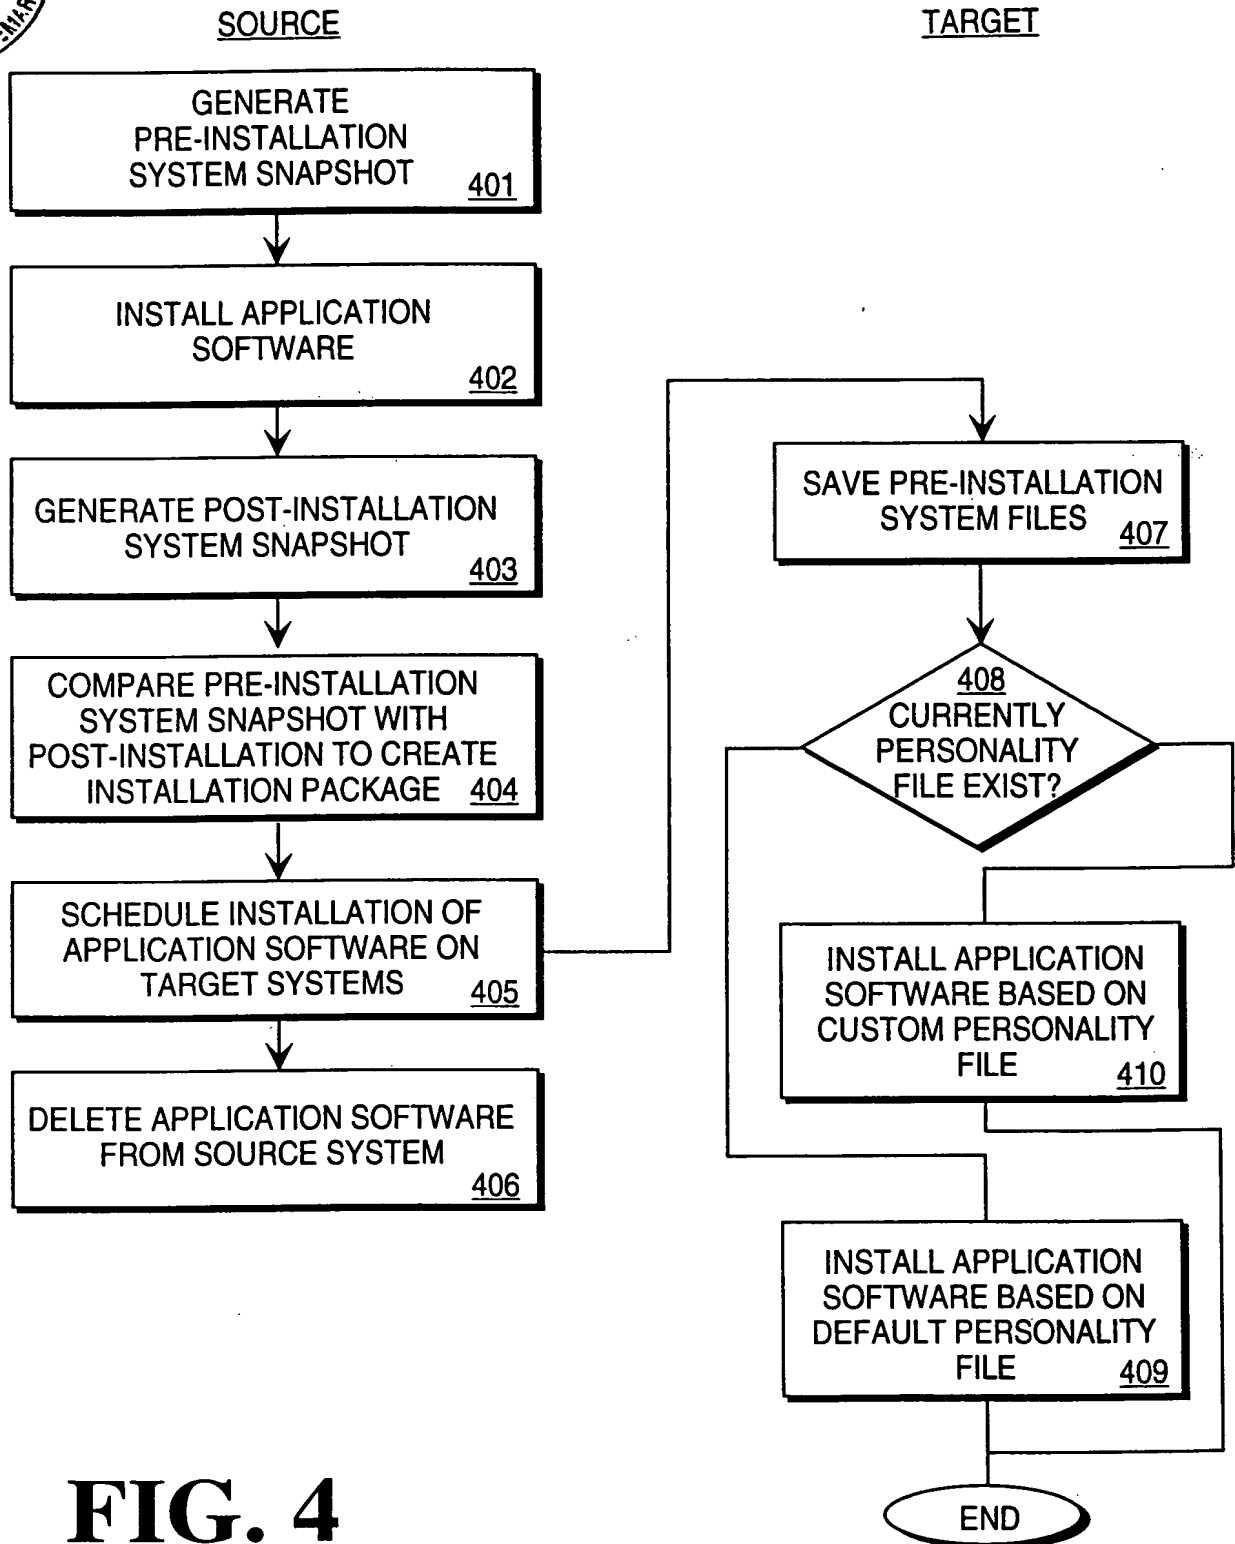 SOURCE
GENERATE
PRE-INSTALLATION
SYSTEM SNAPSHOT
401
INSTALL APPLICATION
SOFTWARE
402
GENERATE POST-INSTALLATION
SYSTEM SNAPSHOT
403
COMPARE PRE-INSTALLATION
SYSTEM SNAPSHOT WITH
POST-INSTALLATION TO CREATE
INSTALLATION PACKAGE 404
SCHEDULE INSTALLATION OF
APPLICATION SOFTWARE ON
TARGET SYSTEMS 405
DELETE APPLICATION SOFTWARE
FROM SOURCE SYSTEM
406
TARGET
SAVE PRE-INSTALLATION
SYSTEM FILES 407
408
CURRENTLY
PERSONALITY
FILE EXIST?
INSTALL APPLICATION
SOFTWARE BASED ON
CUSTOM PERSONALITY
FILE 410
INSTALL APPLICATION
SOFTWARE BASED ON
DEFAULT PERSONALITY
FILE 409
END
FIG. 4